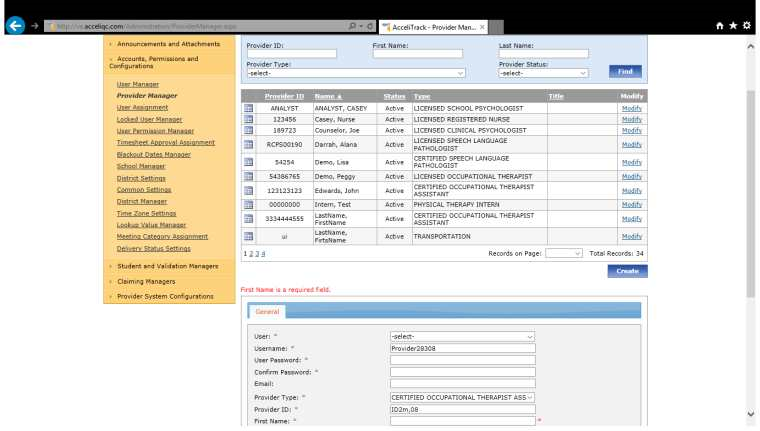 http://vs.acceliqc.com/Administration/ProviderManager.aspx
AcceliTrack - Provider Man...
Announcements and Attachments
Accounts, Permissions and
Configurations
User Manager
Provider Manager
User Assignment
Locked User Manager
User Permission Manager
Timesheet Approval Assignment
Blackout Dates Manager
School Manager
District Settings
Common Settings
District Manager
Time Zone Settings
Lookup Value Manager
Meeting Category Assignment
Delivery Status Settings
Student and Validation Managers
Claiming Managers
Provider System Configurations
Provider ID: First Name: Last Name:
Provider Type: Provider Status:
-select- -select- Find
Provider ID Name ▲ Status Type Title Modify
ANALYST ANALYST, CASEY Active LICENSED SCHOOL PSYCHOLOGIST Modify
123456 Casey, Nurse Active LICENSED REGISTERED NURSE Modify
189723 Counselor, Joe Active LICENSED CLINICAL PSYCHOLOGIST Modify
RCPS00190 Darrah, Alana Active LICENSED SPEECH LANGUAGE
PATHOLOGIST Modify
54254 Demo, Lisa Active CERTIFIED SPEECH LANGUAGE
PATHOLOGIST Modify
54386765 Demo, Peggy Active LICENSED OCCUPATIONAL THERAPIST Modify
123123123 Edwards, John Active CERTIFIED OCCUPATIONAL THERAPIST
ASSISTANT Modify
00000000 Intern, Test Active PHYSICAL THERAPY INTERN Modify
3334444555 LastName,
FirstName Active CERTIFIED OCCUPATIONAL THERAPIST
ASSISTANT Modify
LastName,
FirtsName Active TRANSPORTATION Modify
1 2 3 4 Records on Page: Total Records: 34
Create
First Name is a required field.
General
User: * -select-
Username: * Provider28308
User Password: *
Confirm Password: *
Email:
Provider Type: * CERTIFIED OCCUPATIONAL THERAPIST ASS
Provider ID: * ID2m,08
First Name: * *